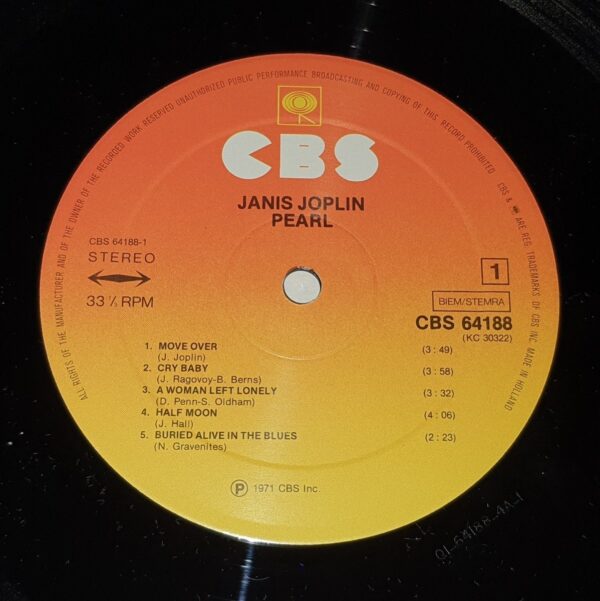 ALL RIGHTS OF THE MANUFACTURER AND OF THE OWNER OF THE RECORDED WORK RESERVED UNAUTHORIZED PUBLIC PERFORMANCE BROADCASTING AND COPYING OF THIS RECORD PROHIBITED
CBS & ARE REG. TRADEMARKS OF CBS INC. MADE IN HOLLAND
CBS
JANIS JOPLIN
PEARL
CBS 64188-1
STEREO
33⅓ RPM
1
BIEM/STEMRA
CBS 64188
(KC 30322)
1. MOVE OVER (3:49)
(J. Joplin)
2. CRY BABY (3:58)
(J. Ragovoy-B. Berns)
3. A WOMAN LEFT LONELY (3:32)
(D. Penn-S. Oldham)
4. HALF MOON (4:06)
(J. Hall)
5. BURIED ALIVE IN THE BLUES (2:23)
(N. Gravenites)
Ⓟ 1971 CBS Inc.